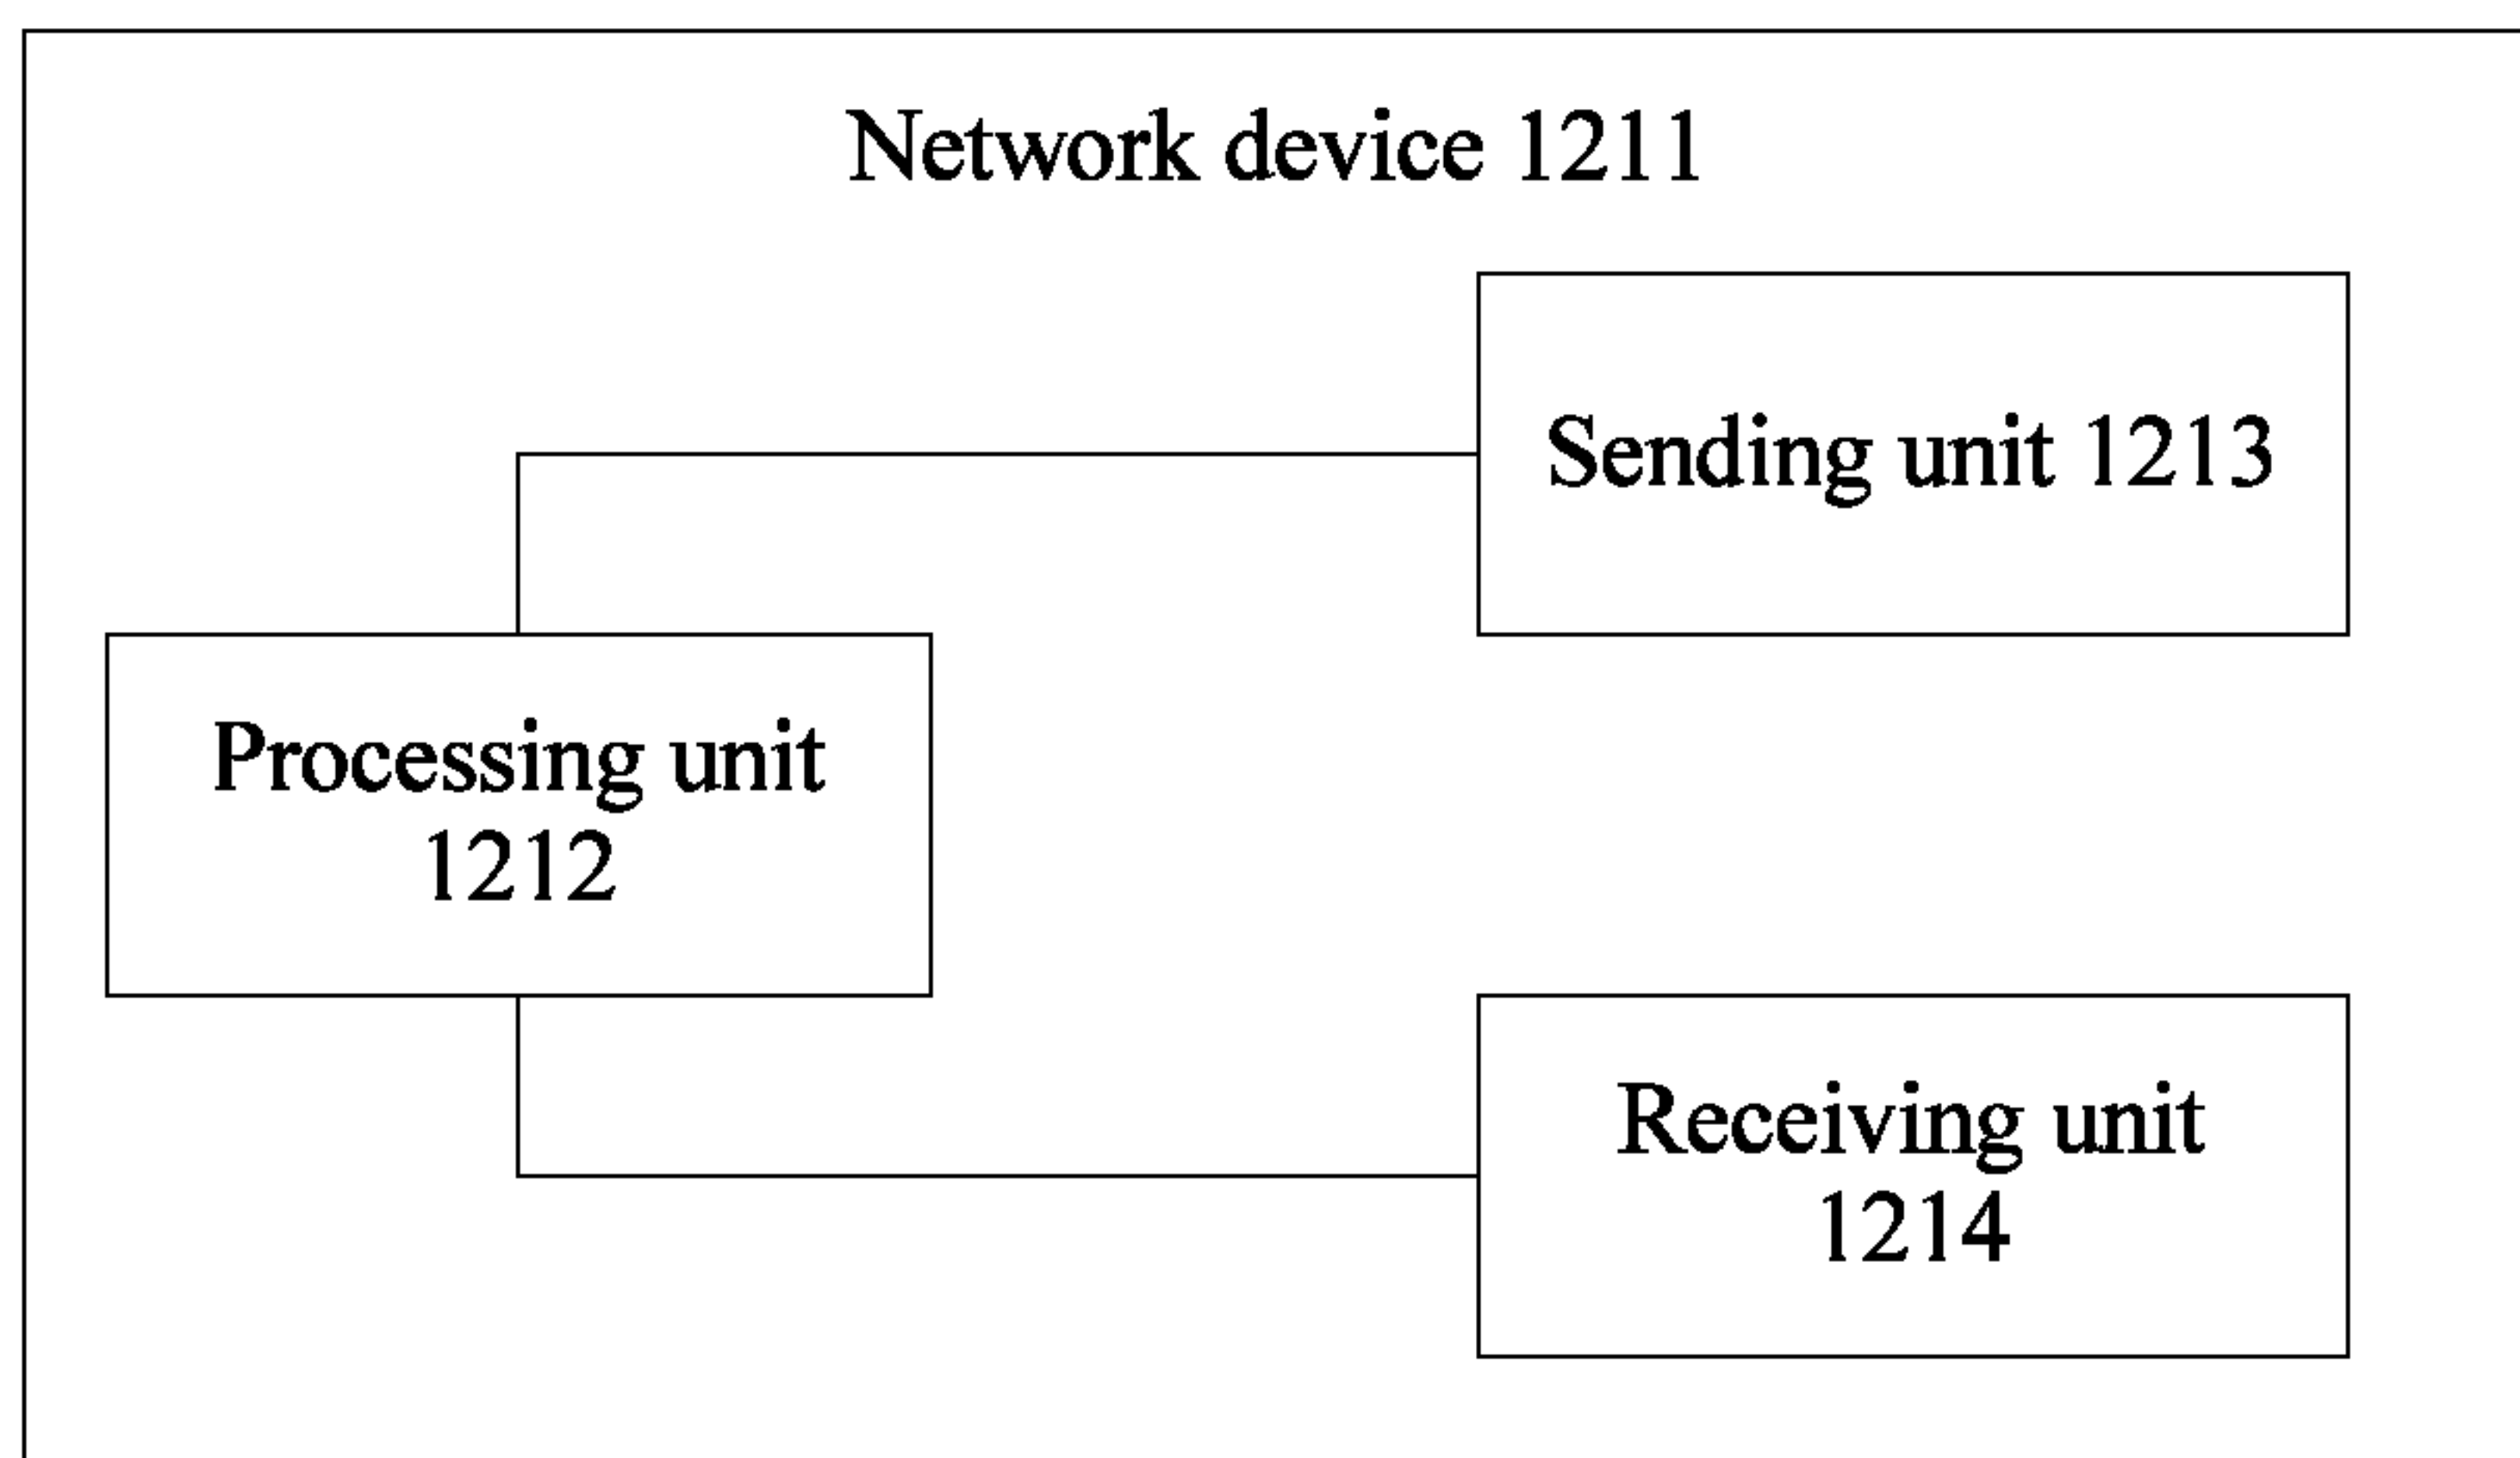 Network device 1211
Sending unit 1213
Processing unit
1212
Receiving unit
1214